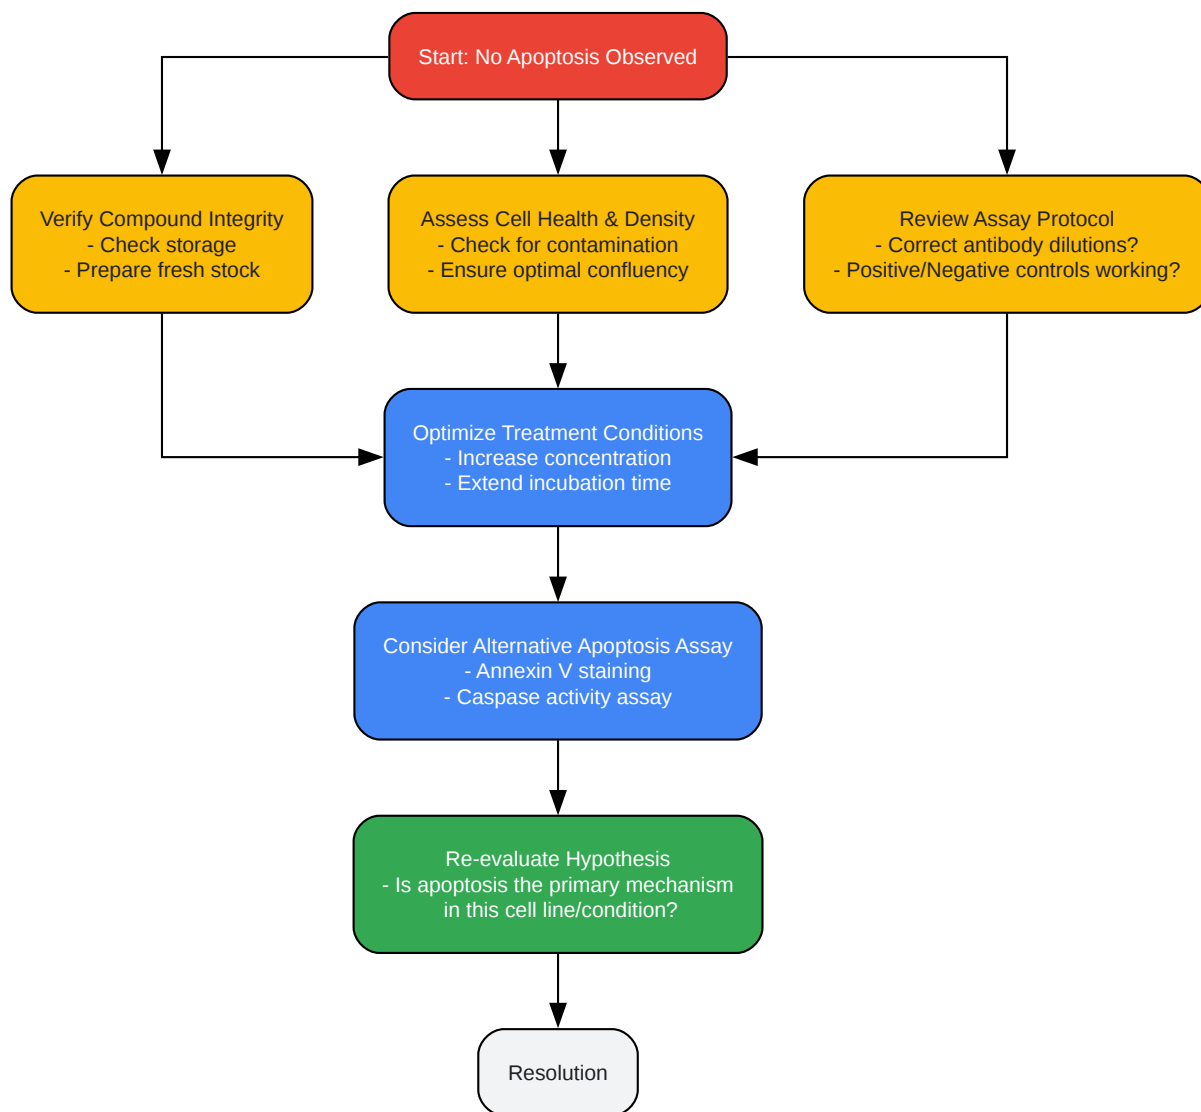 Start: No Apoptosis Observed
Verify Compound Integrity
- Check storage
- Prepare fresh stock
Assess Cell Health & Density
- Check for contamination
- Ensure optimal confluency
Review Assay Protocol
- Correct antibody dilutions?
- Positive/Negative controls working?
Optimize Treatment Conditions
- Increase concentration
- Extend incubation time
Consider Alternative Apoptosis Assay
- Annexin V staining
- Caspase activity assay
Re-evaluate Hypothesis
- Is apoptosis the primary mechanism
in this cell line/condition?
Resolution